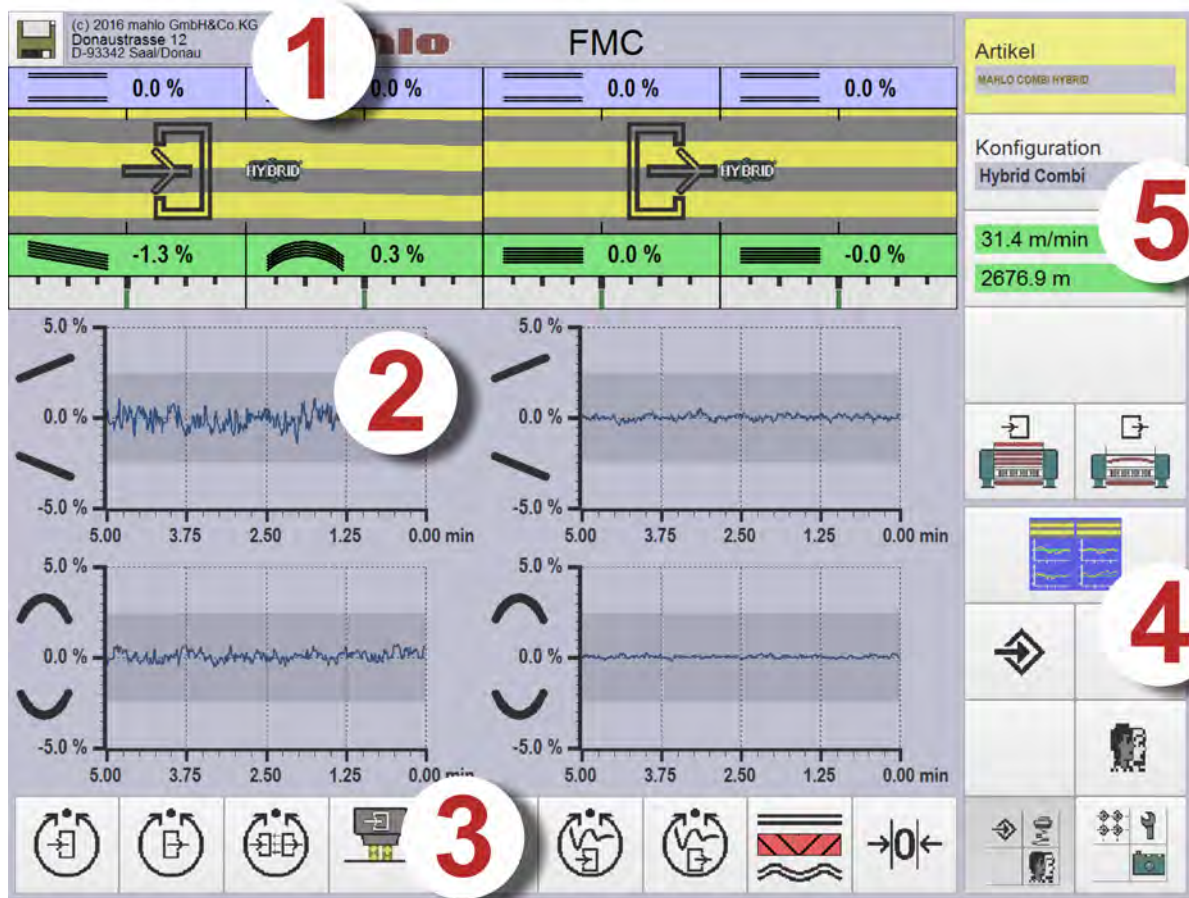 (c) 2016 mahlo GmbH&Co.KG
Donaustrasse 12
D-93342 Saal/Donau
FMC
1
0.0 %
0.0 %
0.0 %
0.0 %
HYBRID
HYBRID
-1.3 %
0.3 %
0.0 %
-0.0 %
Artikel
MAHLO COMBI HYBRID
Konfiguration
Hybrid Combi
31.4 m/min
2676.9 m
5
5.0 %
0.0 %
-5.0 %
5.00 3.75 2.50 1.25 0.00 min
2
5.0 %
0.0 %
-5.0 %
5.00 3.75 2.50 1.25 0.00 min
5.0 %
0.0 %
-5.0 %
5.00 3.75 2.50 1.25 0.00 min
5.0 %
0.0 %
-5.0 %
5.00 3.75 2.50 1.25 0.00 min
4
3
→|0|←